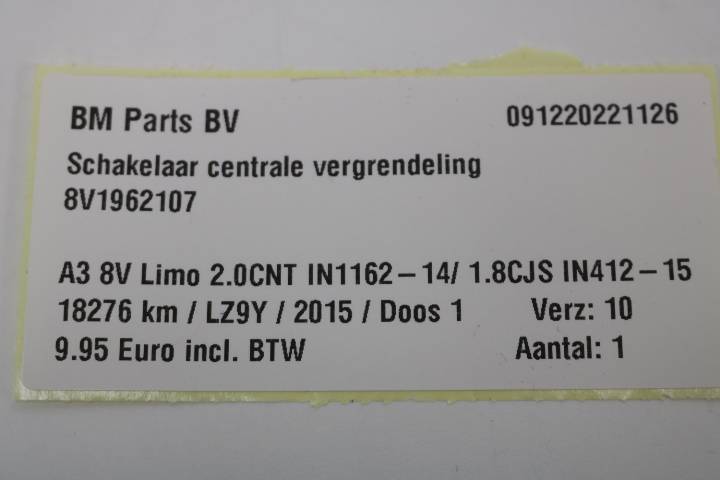 BM Parts BV 091220221126
Schakelaar centrale vergrendeling
8V1962107
A3 8V Limo 2.0CNT IN1162-14/ 1.8CJS IN412-15
18276 km / LZ9Y / 2015 / Doos 1 Verz: 10
9.95 Euro incl. BTW Aantal: 1